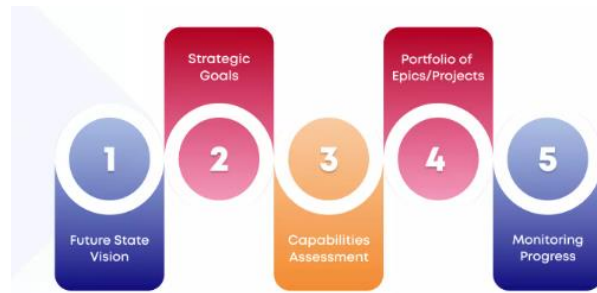 1
Future State
Vision
Strategic
Goals
2
3
Capabilities
Assessment
Portfolio of
Epics/Projects
4
5
Monitoring
Progress